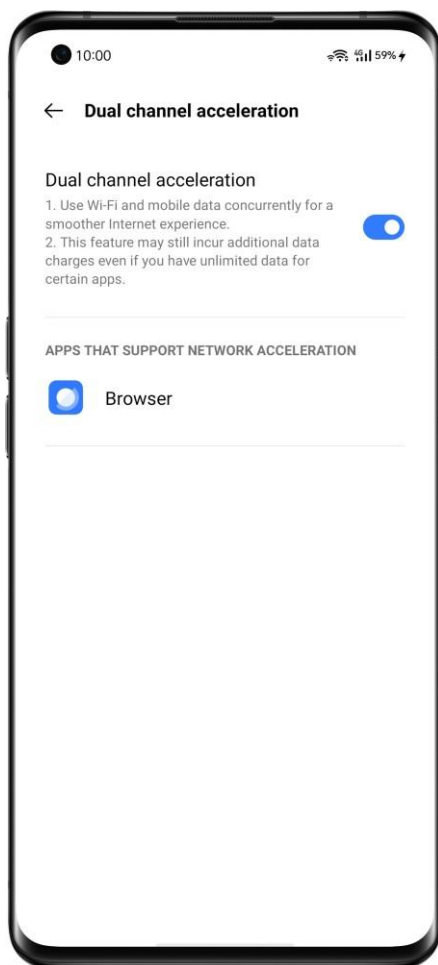 10:00 4G 59%
Dual channel acceleration
Dual channel acceleration
1. Use Wi-Fi and mobile data concurrently for a
smoother Internet experience.
2. This feature may still incur additional data
charges even if you have unlimited data for
certain apps.
APPS THAT SUPPORT NETWORK ACCELERATION
Browser